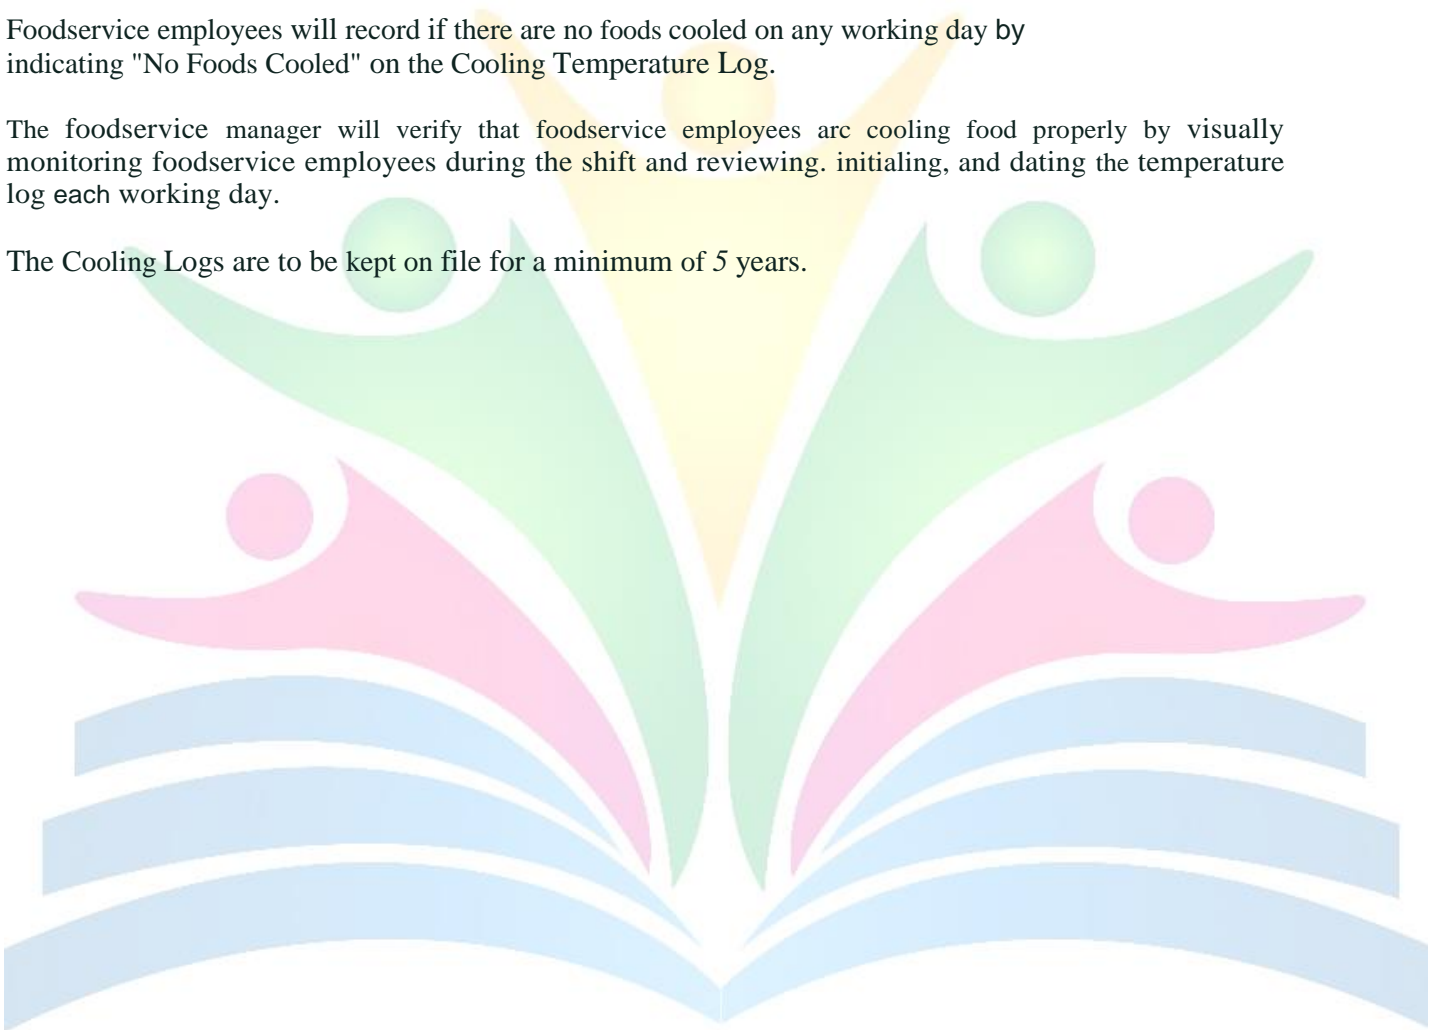 Foodservice employees will record if there are no foods cooled on any working day by
indicating "No Foods Cooled" on the Cooling Temperature Log.
The foodservice manager will verify that foodservice employees arc cooling food properly by visually
monitoring foodservice employees during the shift and reviewing. initialing, and dating the temperature
log each working day.
The Cooling Logs are to be kept on file for a minimum of 5 years.